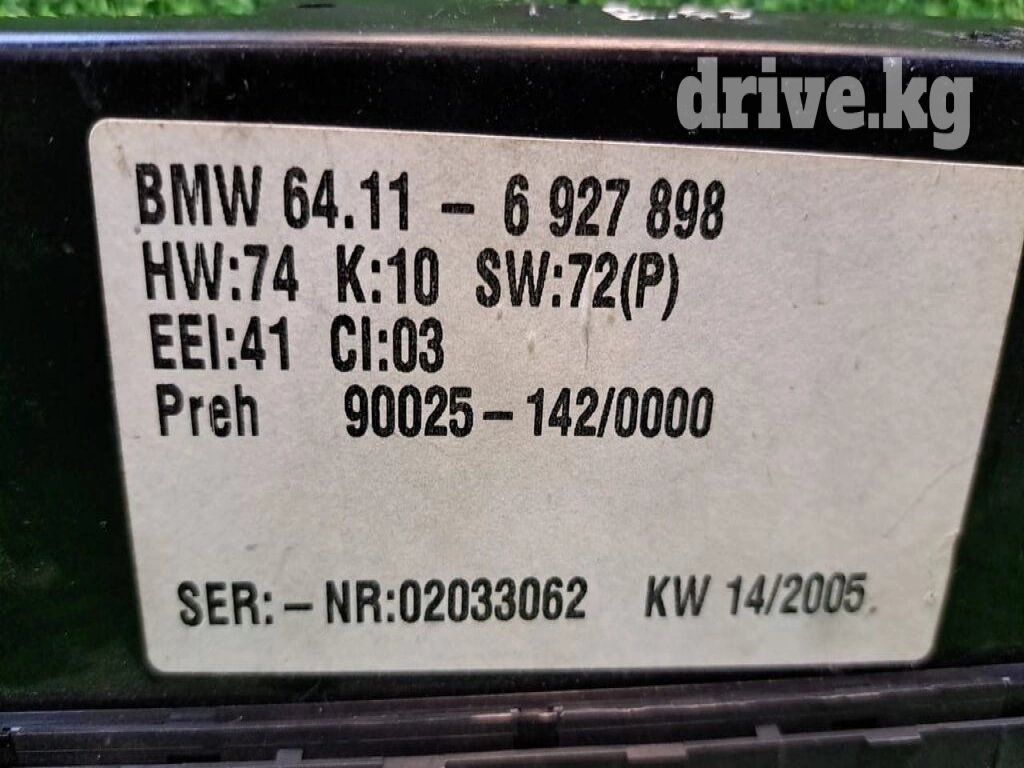 drive.kg
BMW 64.11 - 6 927 898
HW:74 K:10 SW:72(P)
EEI:41 CI:03
Preh 90025-142/0000
SER:-NR:02033062 KW 14/2005